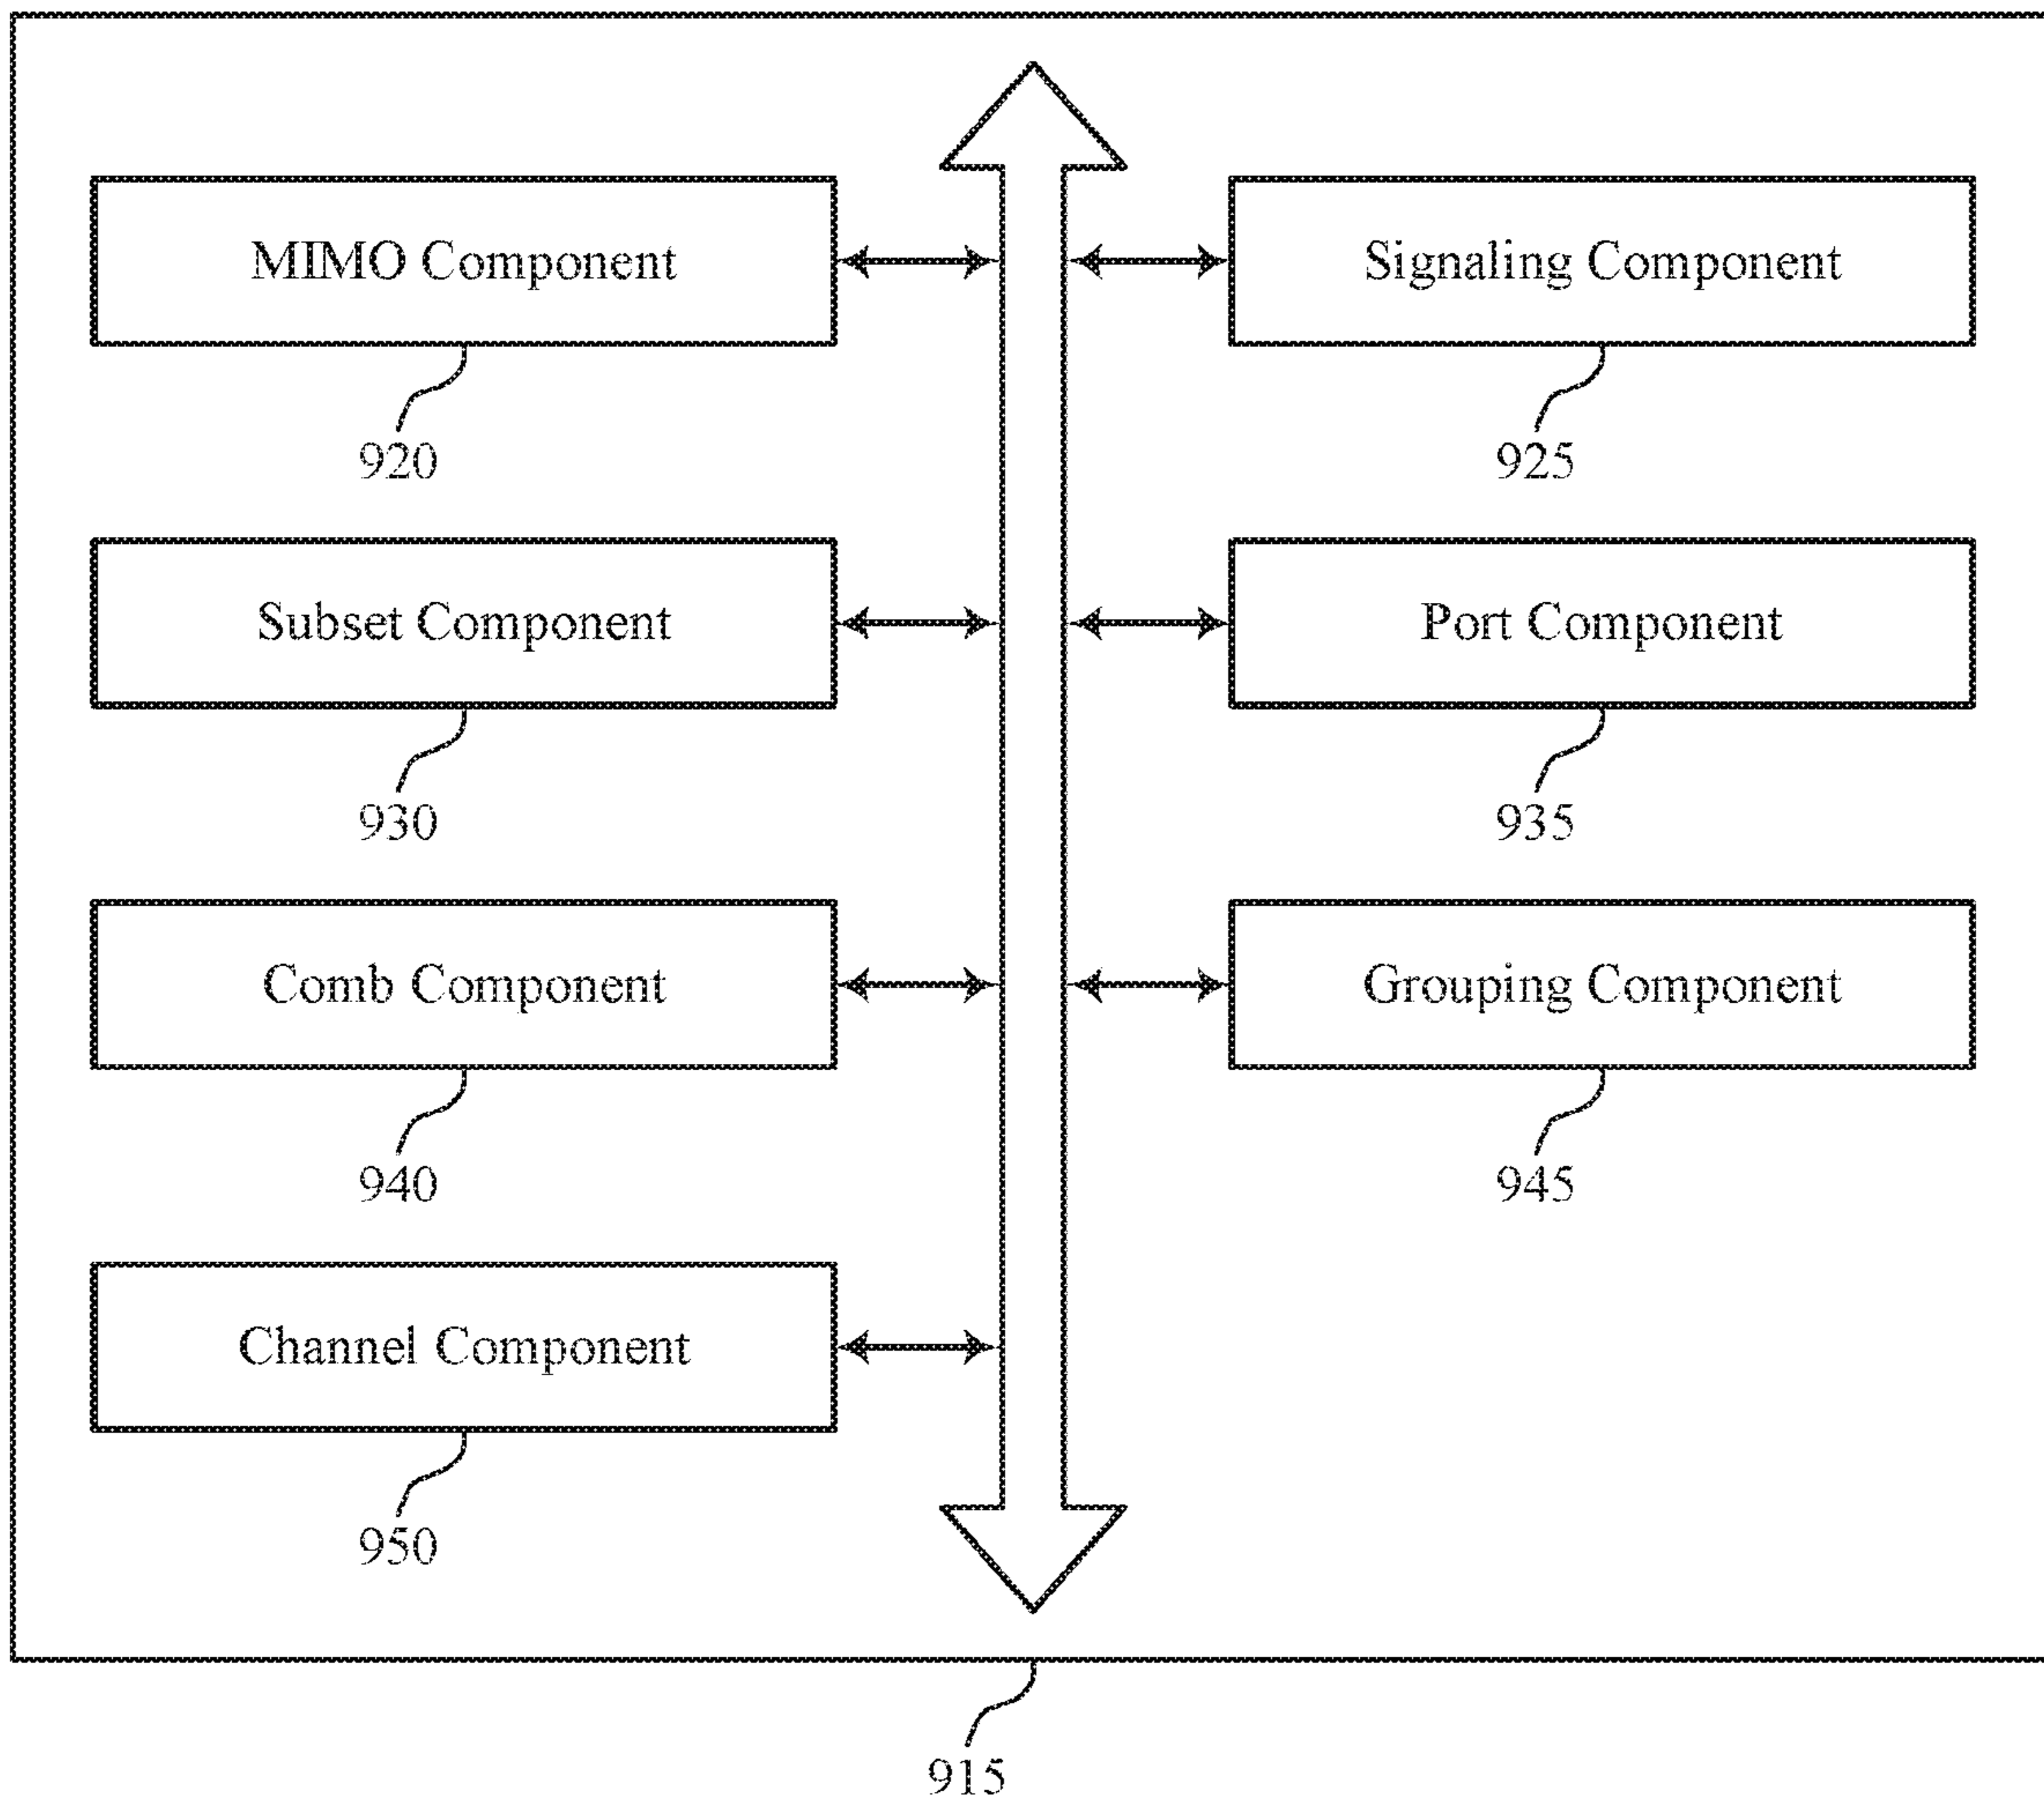 MIMO Component
Signaling Component
920
925
Subset Component
Port Component
930
935
Comb Component
Grouping Component
940
945
Channel Component
950
915